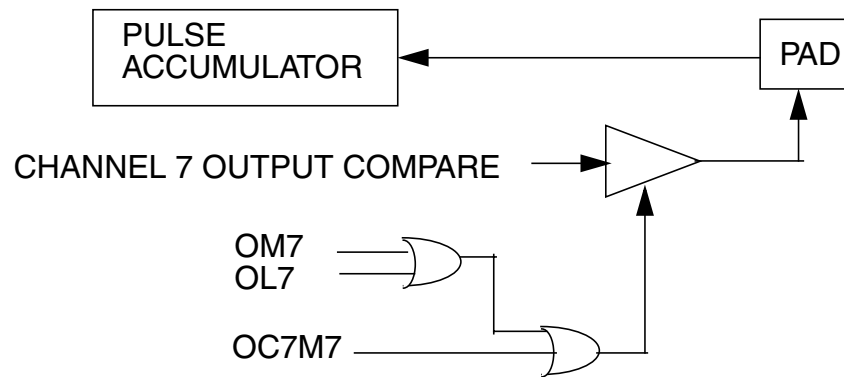 PULSE
ACCUMULATOR
PAD
CHANNEL 7 OUTPUT COMPARE
OM7
OL7
OC7M7